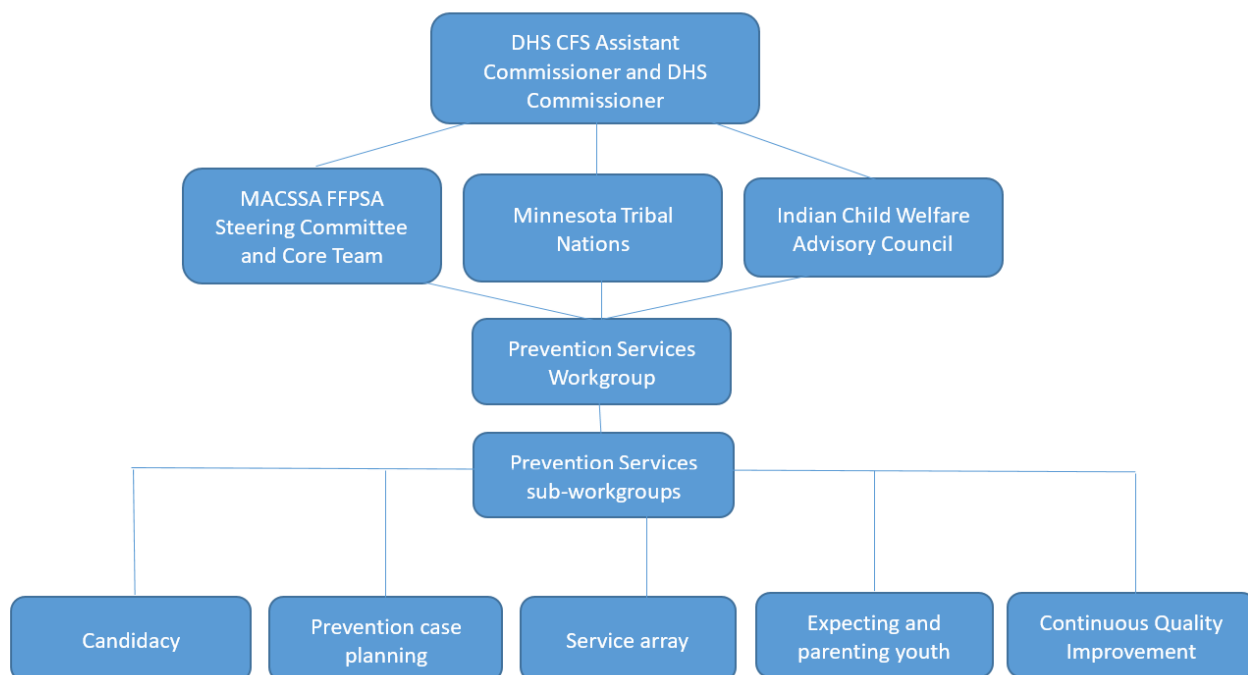 DHS CFS Assistant
Commissioner and DHS
Commissioner
MACSSA FFPSA
Steering Committee
and Core Team
Minnesota Tribal
Nations
Indian Child Welfare
Advisory Council
Prevention Services
Workgroup
Prevention Services
sub-workgroups
Candidacy
Prevention case
planning
Service array
Expecting and
parenting youth
Continuous Quality
Improvement